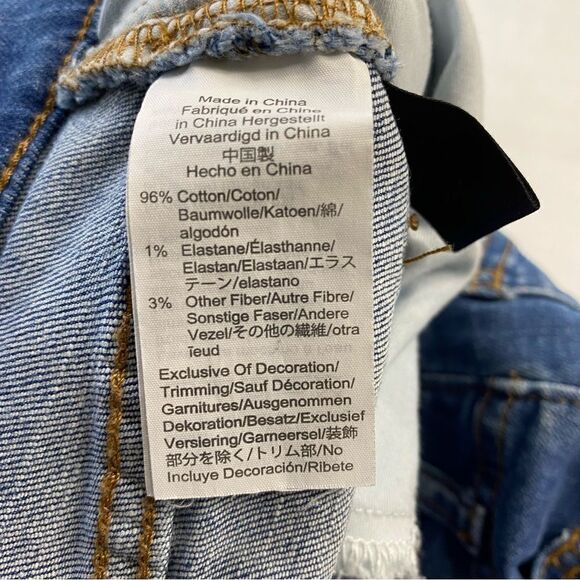 Made in China
Fabriqué en Chine
in China Hergestellt
Vervaardigd in China
中国製
Hecho en China
96% Cotton/Coton/
Baumwolle/Katoen/綿/
algodón
1% Elastane/Élasthanne/
Elastan/Elastaan/エラス
テーン/elastano
3% Other Fiber/Autre Fibre/
Sonstige Faser/Andere
Vezel/その他の繊維/otra
īeud
Exclusive Of Decoration/
Trimming/Sauf Décoration/
Garnitures/Ausgenommen
Dekoration/Besatz/Exclusief
Versiering/Garneersel/装飾
部分を除く/トリム部/No
Incluye Decoración/Ribete